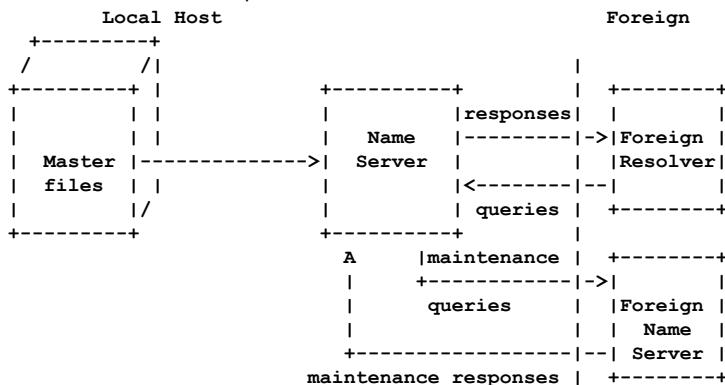 Local Host Foreign
responses
Name Foreign
Master Server Resolver
files
queries
maintenance
queries Foreign
Name
Server
maintenance responses